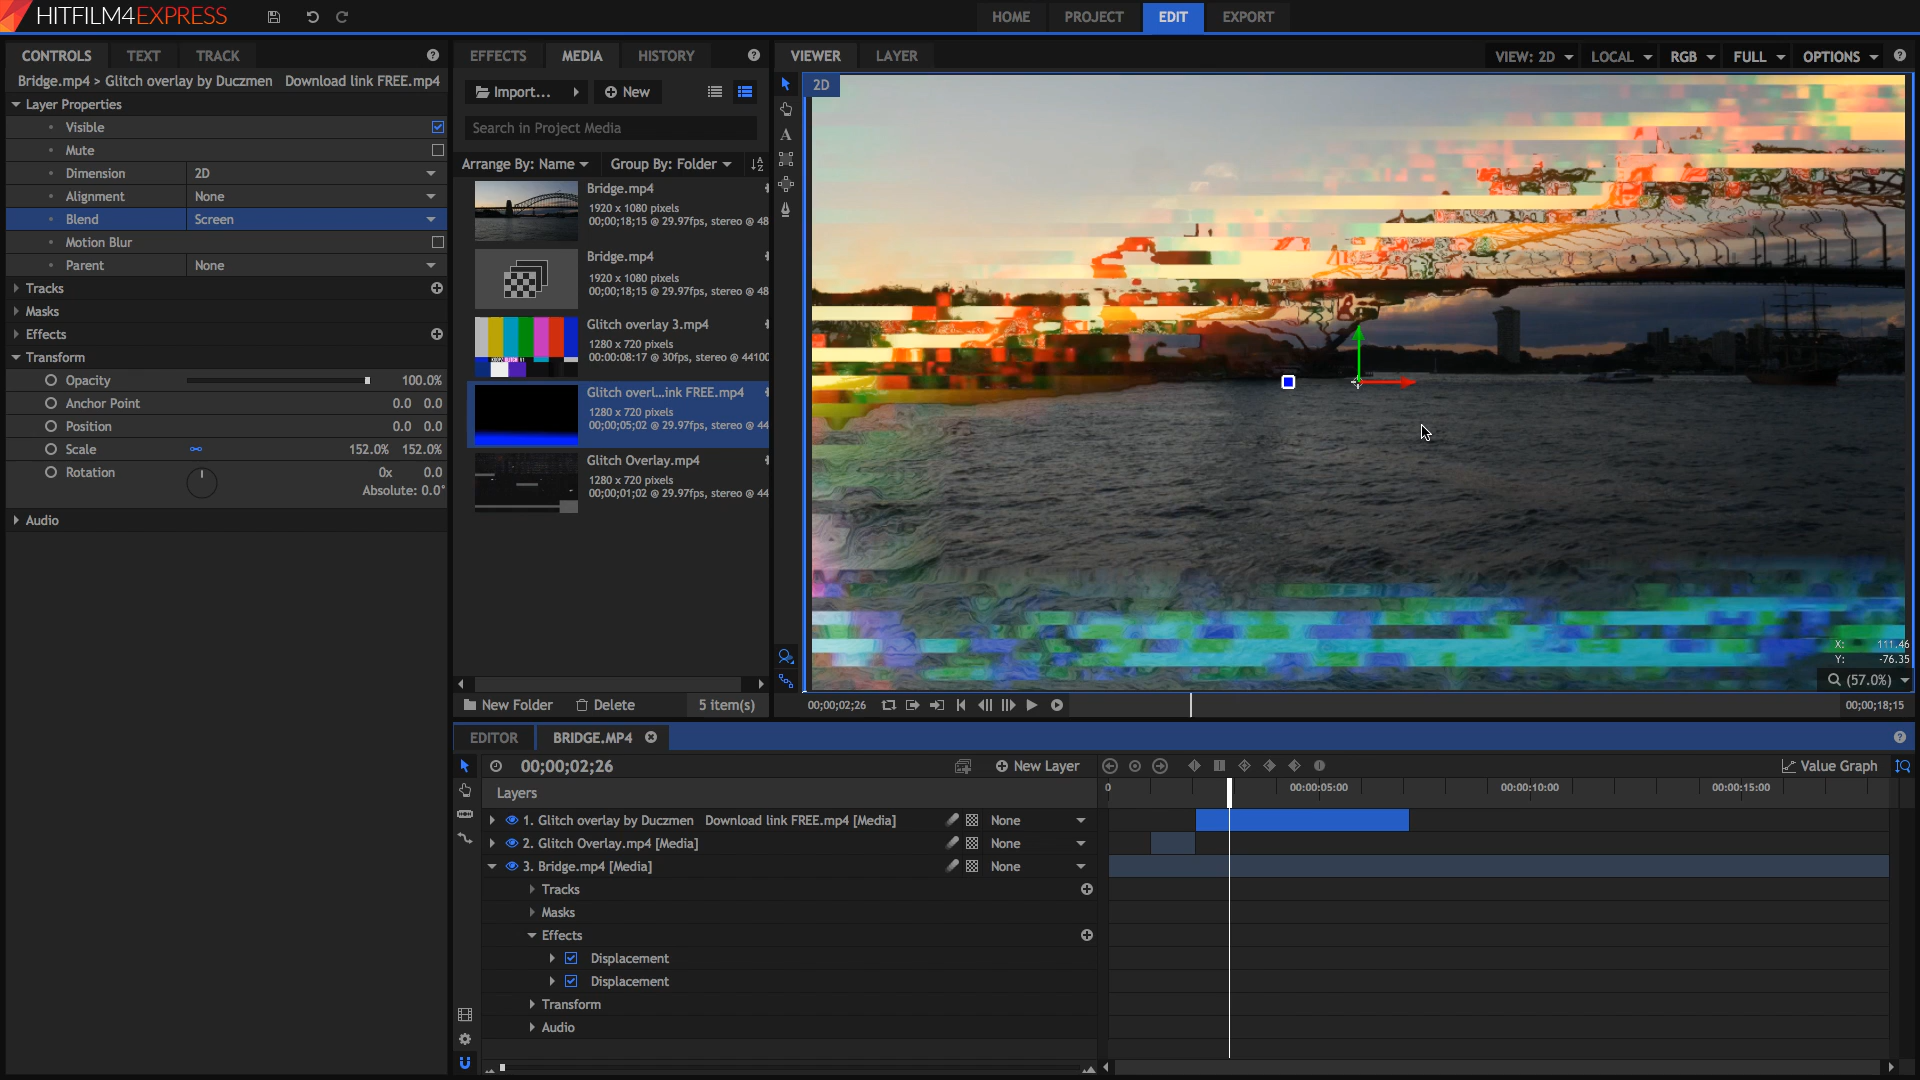 HITFILM4EXPRESS
HOME
PROJECT
EDIT
EXPORT
CONTROLS
TEXT
TRACK
Bridge.mp4 > Glitch overlay by Duczmen   Download link FREE.mp4
Layer Properties
Visible
Mute
Dimension
2D
Alignment
None
Blend
Screen
Motion Blur
Parent
None
Tracks
Masks
Effects
Transform
Opacity
100.0%
Anchor Point
0.0 0.0
Position
0.0 0.0
Scale
152.0% 152.0%
Rotation
0x 0.0
Absolute: 0.0°
Audio
EFFECTS
MEDIA
HISTORY
Import...
New
Search in Project Media
Arrange By: Name
Group By: Folder
Bridge.mp4
1920 x 1080 pixels
00;00;18;15 @ 29.97fps, stereo @ 48
Bridge.mp4
1920 x 1080 pixels
00;00;18;15 @ 29.97fps, stereo @ 48
Glitch overlay 3.mp4
1280 x 720 pixels
00:00:08:17 @ 30fps, stereo @ 44100
Glitch overl...ink FREE.mp4
1280 x 720 pixels
00;00;05;02 @ 29.97fps, stereo @ 44
Glitch Overlay.mp4
1280 x 720 pixels
00;00;01;02 @ 29.97fps, stereo @ 44
New Folder
Delete
5 item(s)
VIEWER
LAYER
VIEW: 2D
LOCAL
RGB
FULL
OPTIONS
2D
X: 111.46
Y: -76.35
(57.0%)
00;00;02;26
00;00;18;15
EDITOR
BRIDGE.MP4
00;00;02;26
New Layer
Value Graph
Layers
0
00:00:05:00
00:00:10:00
00:00:15:00
1. Glitch overlay by Duczmen   Download link FREE.mp4 [Media]
None
2. Glitch Overlay.mp4 [Media]
None
3. Bridge.mp4 [Media]
None
Tracks
Masks
Effects
Displacement
Displacement
Transform
Audio